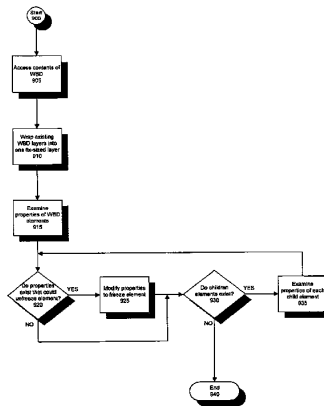 Start
900
Access contents of
WBD
905
Wrap existing
WBD layers into
one fix-sized layer
910
Examine
properties of WBD
elements
915
Do properties
exist that could
unfreeze element?
920
YES
NO
Modify properties
to freeze element
925
Do children
elements exist?
930
YES
NO
Examine
properties of each
child element
935
End
940